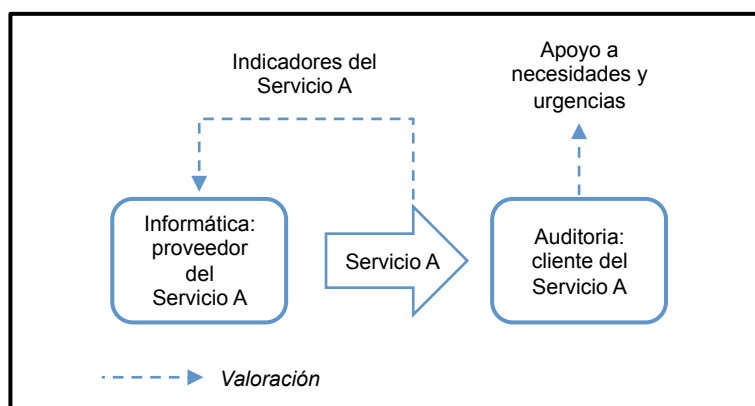 Indicadores del
Servicio A
Apoyo a
necesidades y
urgencias
Informática:
proveedor
del
Servicio A
Servicio A
Auditoria:
cliente del
Servicio A
Valoración